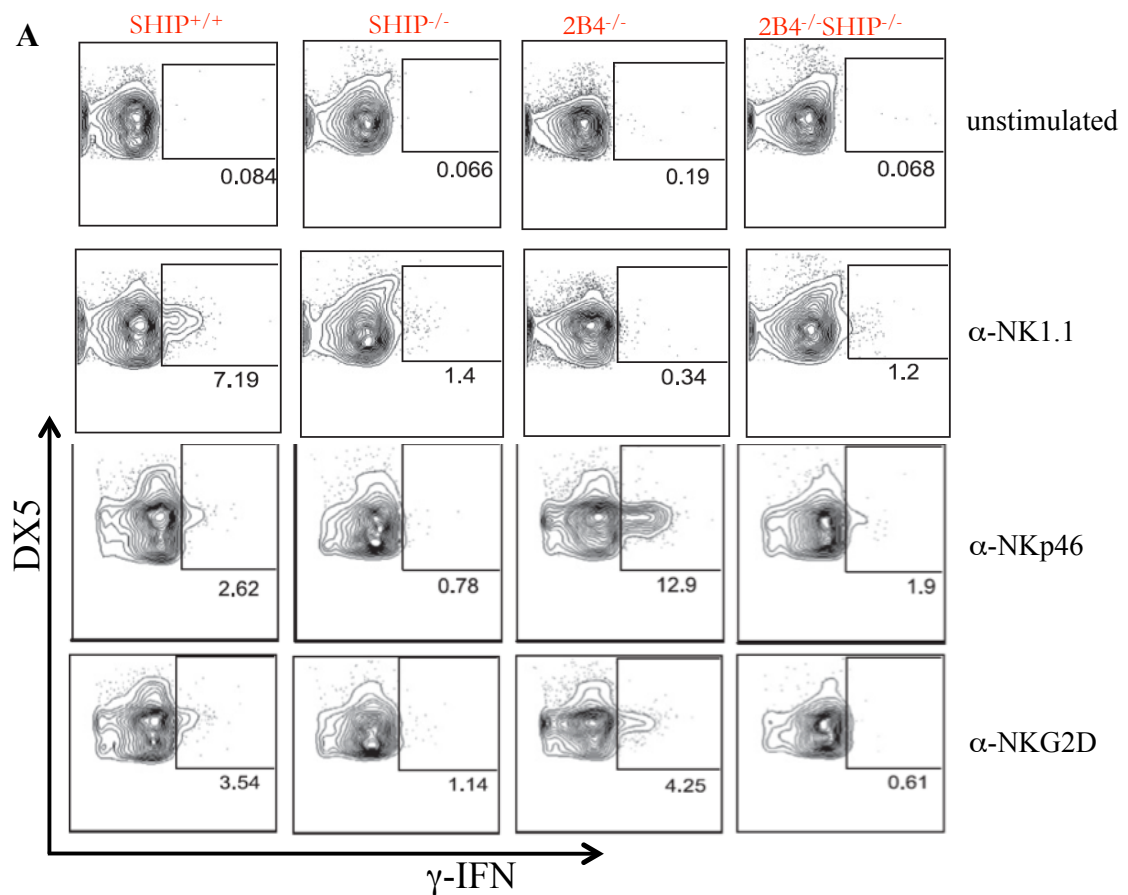 A
SHIP+/+ SHIP-/- 2B4-/- 2B4-/-SHIP-/-
0.084 0.066 0.19 0.068 unstimulated
7.19 1.4 0.34 1.2 α-NK1.1
2.62 0.78 12.9 1.9 α-NKp46
3.54 1.14 4.25 0.61 α-NKG2D
DX5
γ-IFN